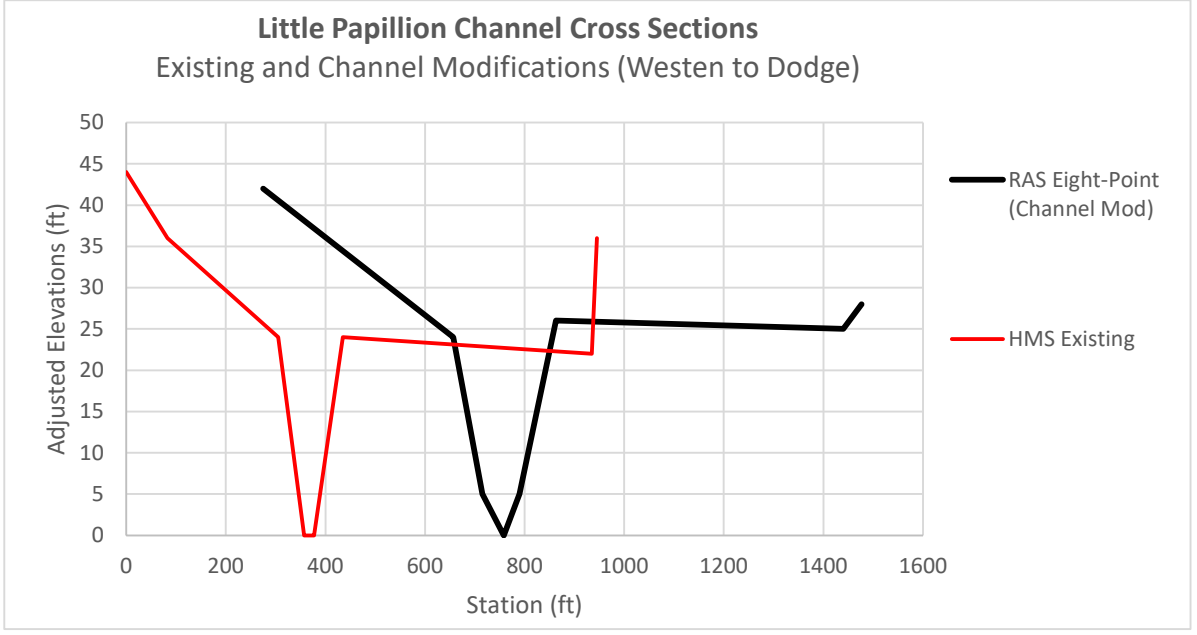 Little Papillion Channel Cross Sections
Existing and Channel Modifications (Westen to Dodge)
50
45
40
35
30
25
20
15
10
5
0
Adjusted Elevations (ft)
0 200 400 600 800 1000 1200 1400 1600
Station (ft)
RAS Eight-Point
(Channel Mod)
HMS Existing